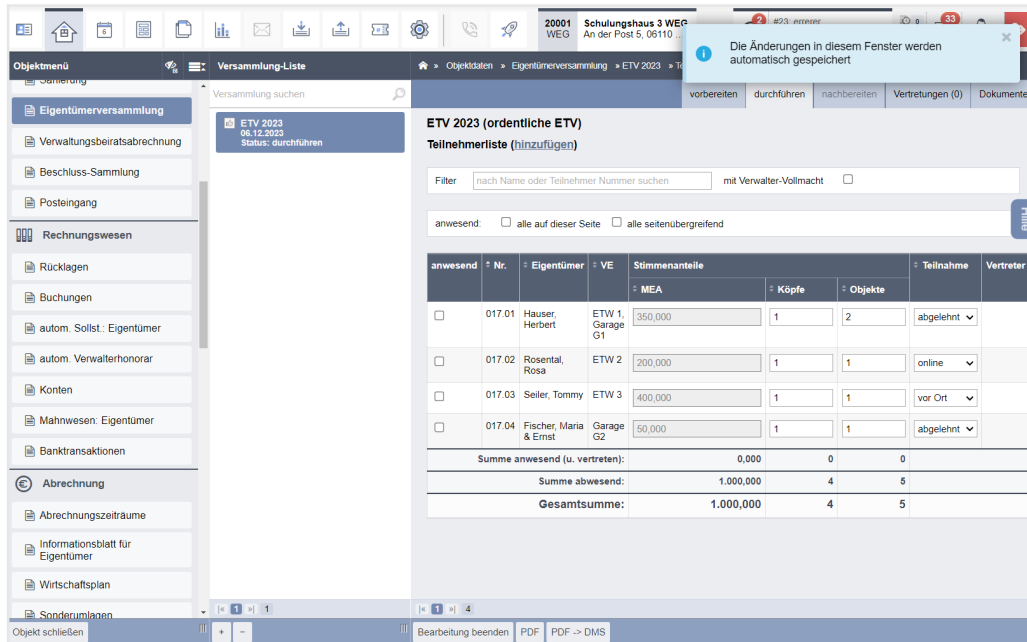 6
20001
WEG
Schulungshaus 3 WEG
An der Post 5, 06110 ...
2
#23, errerer
0
33
Die Änderungen in diesem Fenster werden
automatisch gespeichert
Objektmenü
Versammlung-Liste
» Objektdaten » Eigentümerversammlung » ETV 2023 »
Sanierung
Eigentümerversammlung
Verwaltungsbeiratsabrechnung
Beschluss-Sammlung
Posteingang
Rechnungswesen
Rücklagen
Buchungen
autom. Sollst.: Eigentümer
autom. Verwalterhonorar
Konten
Mahnwesen: Eigentümer
Banktransaktionen
Abrechnung
Abrechnungszeiträume
Informationsblatt für
Eigentümer
Wirtschaftsplan
Sonderumlagen
Objekt schließen
Versammlung suchen
ETV 2023
06.12.2023
Status: durchführen
1 1
+ −
vorbereiten durchführen nachbereiten Vertretungen (0) Dokumente
ETV 2023 (ordentliche ETV)
Teilnehmerliste (hinzufügen)
Filter nach Name oder Teilnehmer Nummer suchen mit Verwalter-Vollmacht
Hilfe
anwesend: alle auf dieser Seite alle seitenübergreifend
anwesend Nr. Eigentümer VE Stimmenanteile Teilnahme Vertreter
MEA Köpfe Objekte
017.01 Hauser, Herbert ETW 1, Garage G1 350,000 1 2 abgelehnt
017.02 Rosental, Rosa ETW 2 200,000 1 1 online
017.03 Seiler, Tommy ETW 3 400,000 1 1 vor Ort
017.04 Fischer, Maria & Ernst Garage G2 50,000 1 1 abgelehnt
Summe anwesend (u. vertreten): 0,000 0 0
Summe abwesend: 1.000,000 4 5
Gesamtsumme: 1.000,000 4 5
1 4
Bearbeitung beenden PDF PDF -> DMS